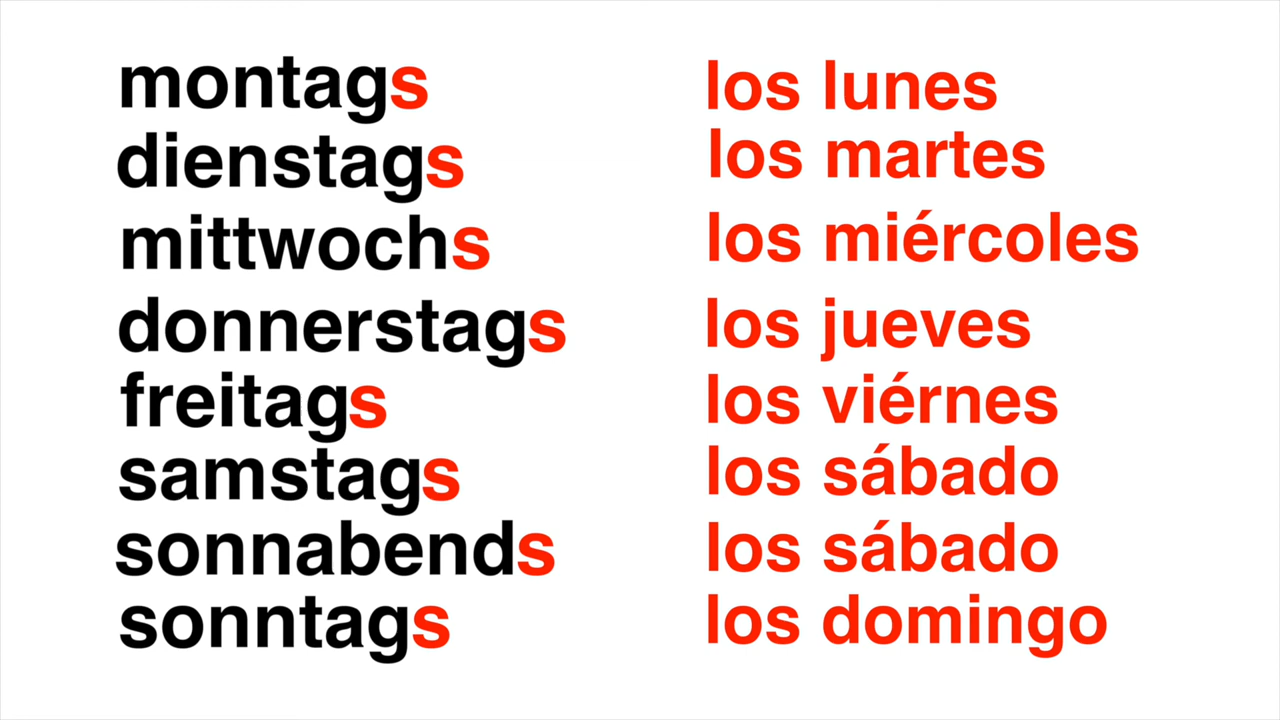 montags los lunes
dienstags los martes
mittwochs los miércoles
donnerstags los jueves
freitags los viérnes
samstags los sábado
sonnabends los sábado
sonntags los domingo